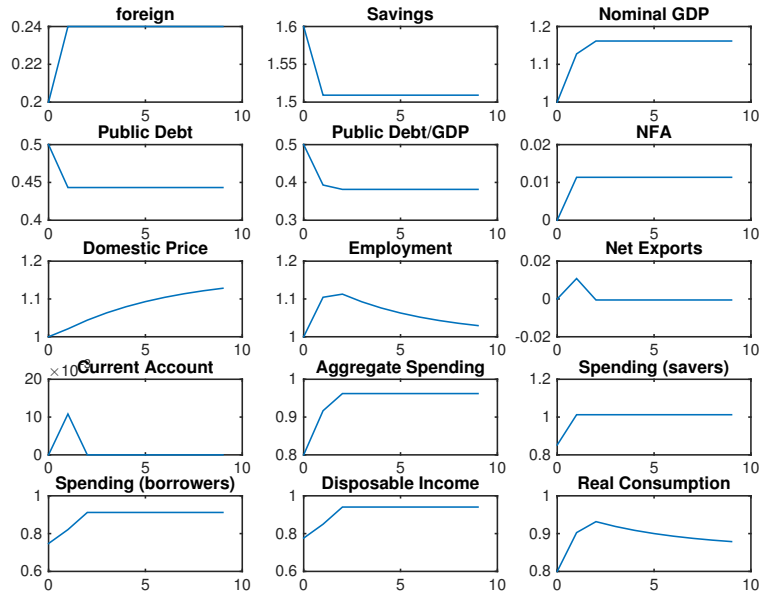 foreign
0.24
0.22
0.2
0 5 10
Savings
1.6
1.55
1.5
0 5 10
Nominal GDP
1.2
1.1
1
0 5 10
Public Debt
0.5
0.45
0.4
0 5 10
Public Debt/GDP
0.5
0.4
0.3
0 5 10
NFA
0.02
0.01
0
0 5 10
Domestic Price
1.2
1.1
1
0 5 10
Employment
1.2
1.1
1
0 5 10
Net Exports
0.02
0
-0.02
0 5 10
Current Account
20
10
0
0 5 10
Aggregate Spending
1
0.9
0.8
0 5 10
Spending (savers)
1.2
1
0.8
0 5 10
Spending (borrowers)
1
0.8
0.6
0 5 10
Disposable Income
1
0.8
0.6
0 5 10
Real Consumption
1
0.9
0.8
0 5 10